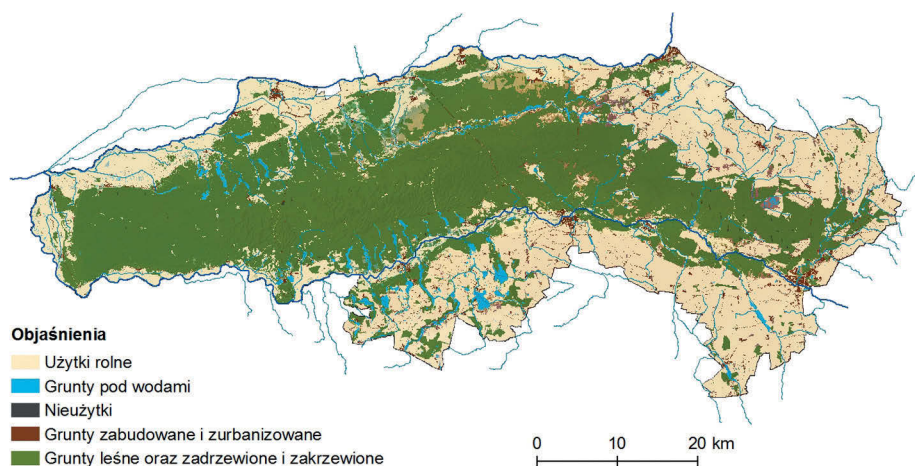 Objaśnienia
Użytki rolne
Grunty pod wodami
Nieużytki
Grunty zabudowane i zurbanizowane
Grunty leśne oraz zadrzewione i zakrzewione
0 10 20 km